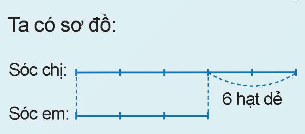 Ta có sơ đồ:
Sóc chị:
6 hạt dẻ
Sóc em: